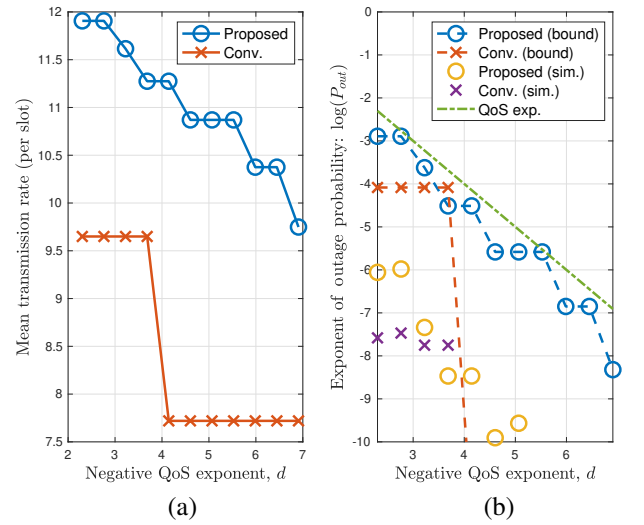 12
11.5
11
10.5
10
9.5
9
8.5
8
7.5
2
3
4
5
6
7
Mean transmission rate (per slot)
Negative QoS exponent, d
Proposed
Conv.
(a)
0
-1
-2
-3
-4
-5
-6
-7
-8
-9
-10
3
4
5
6
Exponent of outage probability: log(P_out)
Negative QoS exponent, d
Proposed (bound)
Conv. (bound)
Proposed (sim.)
Conv. (sim.)
QoS exp.
(b)